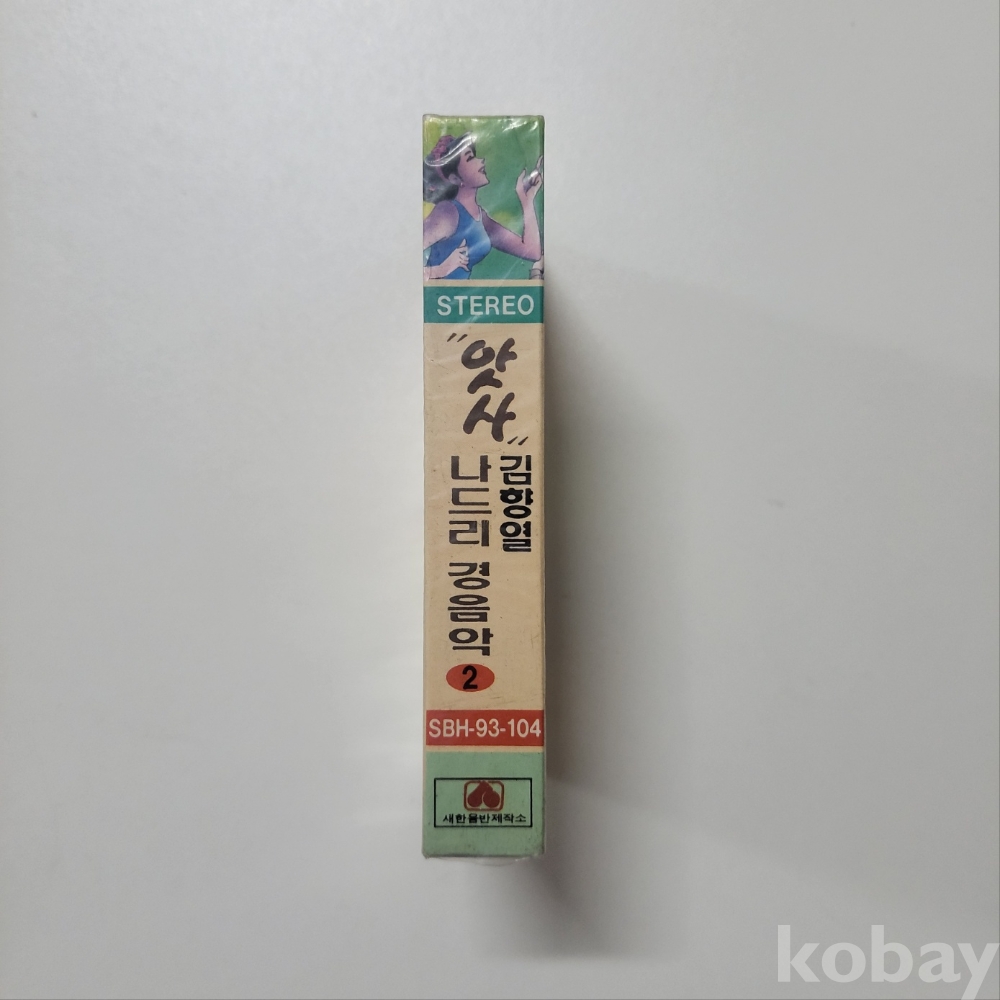 STEREO
"앗
사"
김향열
나드리 경음악
2
SBH-93-104
새한음반제작소
kobay